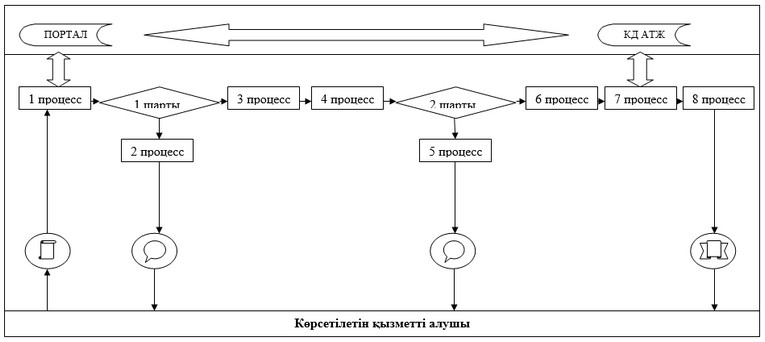 ПОРТАЛ
КД АТЖ
1 процесс
1 шарты
3 процесс
4 процесс
2 шарты
6 процесс
7 процесс
8 процесс
2 процесс
5 процесс
Көрсетілетін қызметті алушы